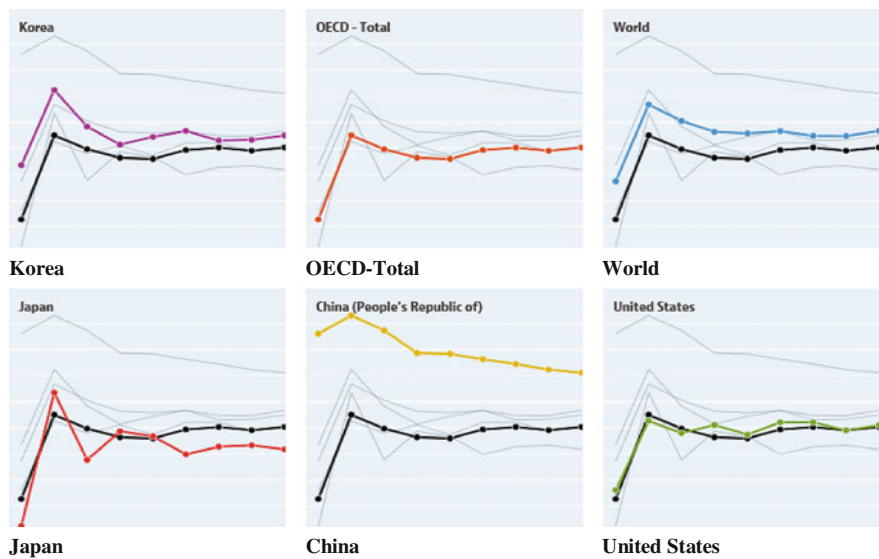 Korea
OECD - Total
World
Korea
OECD-Total
World
Japan
China (People's Republic of)
United States
Japan
China
United States